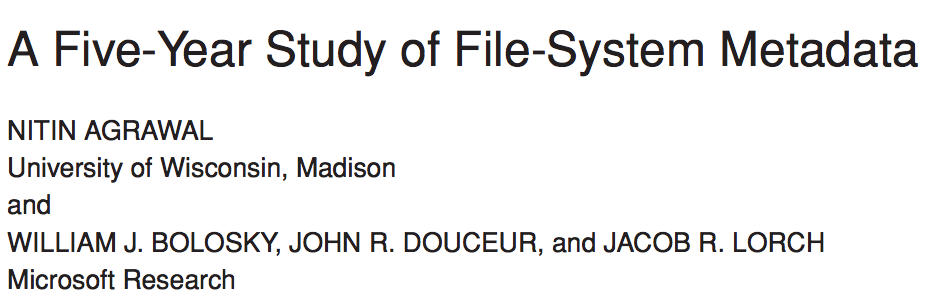 A Five-Year Study of File-System Metadata
NITIN AGRAWAL
University of Wisconsin, Madison
and
WILLIAM J. BOLOSKY, JOHN R. DOUCEUR, and JACOB R. LORCH
Microsoft Research